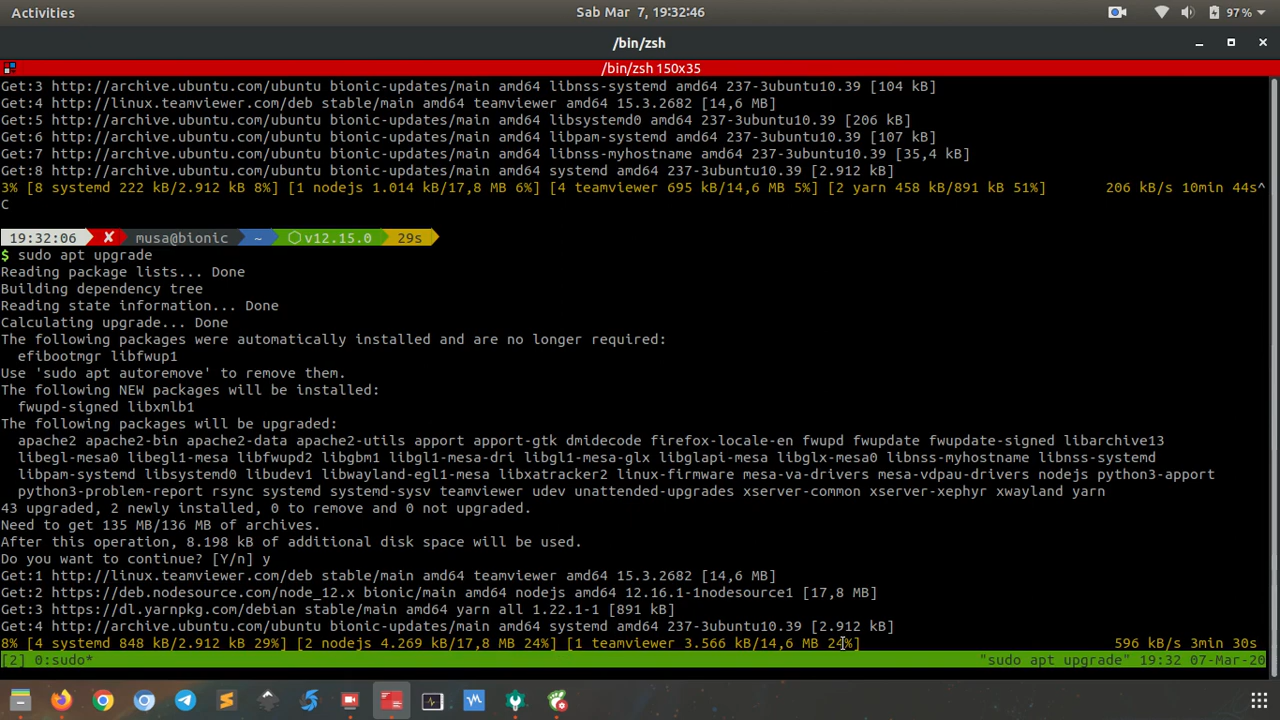 Activities
Sab Mar 7, 19:32:46
97%
/bin/zsh
/bin/zsh 150x35
Get:3 http://archive.ubuntu.com/ubuntu bionic-updates/main amd64 libnss-systemd amd64 237-3ubuntu10.39 [104 kB]
Get:4 http://linux.teamviewer.com/deb stable/main amd64 teamviewer amd64 15.3.2682 [14,6 MB]
Get:5 http://archive.ubuntu.com/ubuntu bionic-updates/main amd64 libsystemd0 amd64 237-3ubuntu10.39 [206 kB]
Get:6 http://archive.ubuntu.com/ubuntu bionic-updates/main amd64 libpam-systemd amd64 237-3ubuntu10.39 [107 kB]
Get:7 http://archive.ubuntu.com/ubuntu bionic-updates/main amd64 libnss-myhostname amd64 237-3ubuntu10.39 [35,4 kB]
Get:8 http://archive.ubuntu.com/ubuntu bionic-updates/main amd64 systemd amd64 237-3ubuntu10.39 [2.912 kB]
3% [8 systemd 222 kB/2.912 kB 8%] [1 nodejs 1.014 kB/17,8 MB 6%] [4 teamviewer 695 kB/14,6 MB 5%] [2 yarn 458 kB/891 kB 51%] 206 kB/s 10min 44s^
C
19:32:06 ✘ musa@bionic ~ ⬡ v12.15.0 29s
$ sudo apt upgrade
Reading package lists... Done
Building dependency tree
Reading state information... Done
Calculating upgrade... Done
The following packages were automatically installed and are no longer required:
efibootmgr libfwup1
Use 'sudo apt autoremove' to remove them.
The following NEW packages will be installed:
fwupd-signed libxmlb1
The following packages will be upgraded:
apache2 apache2-bin apache2-data apache2-utils apport apport-gtk dmidecode firefox-locale-en fwupd fwupdate fwupdate-signed libarchive13
libegl-mesa0 libegl1-mesa libfwupd2 libgbm1 libgl1-mesa-dri libgl1-mesa-glx libglapi-mesa libglx-mesa0 libnss-myhostname libnss-systemd
libpam-systemd libsystemd0 libudev1 libwayland-egl1-mesa libxatracker2 linux-firmware mesa-va-drivers mesa-vdpau-drivers nodejs python3-apport
python3-problem-report rsync systemd systemd-sysv teamviewer udev unattended-upgrades xserver-common xserver-xephyr xwayland yarn
43 upgraded, 2 newly installed, 0 to remove and 0 not upgraded.
Need to get 135 MB/136 MB of archives.
After this operation, 8.198 kB of additional disk space will be used.
Do you want to continue? [Y/n] y
Get:1 http://linux.teamviewer.com/deb stable/main amd64 teamviewer amd64 15.3.2682 [14,6 MB]
Get:2 https://deb.nodesource.com/node_12.x bionic/main amd64 nodejs amd64 12.16.1-1nodesource1 [17,8 MB]
Get:3 https://dl.yarnpkg.com/debian stable/main amd64 yarn all 1.22.1-1 [891 kB]
Get:4 http://archive.ubuntu.com/ubuntu bionic-updates/main amd64 systemd amd64 237-3ubuntu10.39 [2.912 kB]
8% [4 systemd 848 kB/2.912 kB 29%] [2 nodejs 4.269 kB/17,8 MB 24%] [1 teamviewer 3.566 kB/14,6 MB 24%] 596 kB/s 3min 30s
[2] 0:sudo* "sudo apt upgrade" 19:32 07-Mar-20